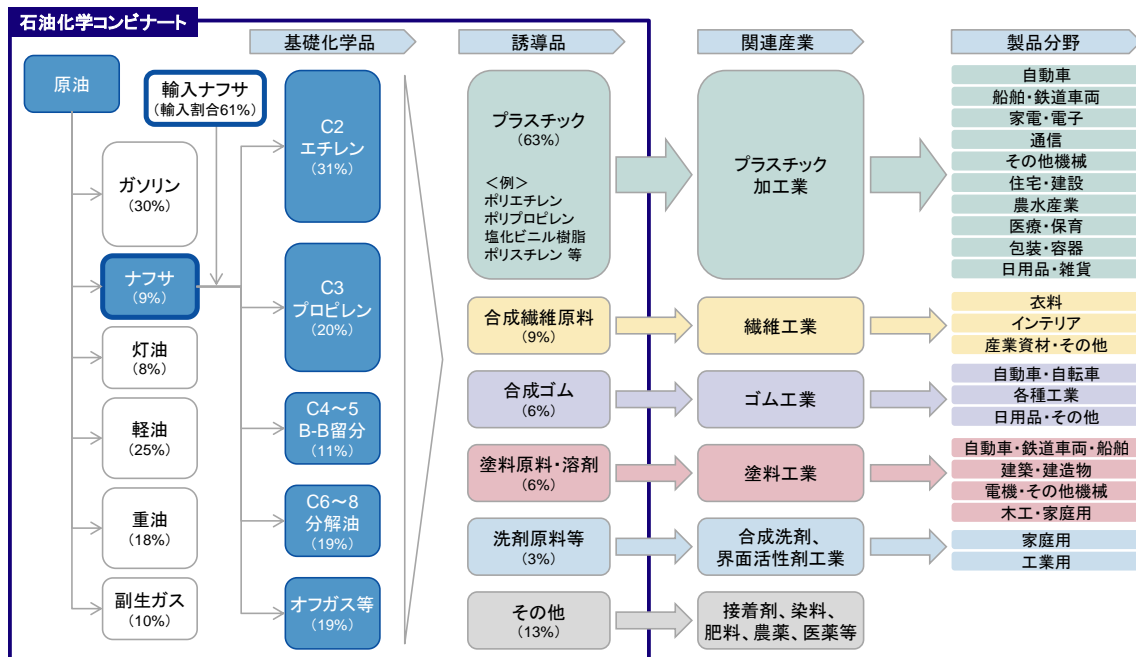 石油化学コンビナート
基礎化学品
誘導品
関連産業
製品分野
原油
輸入ナフサ
(輸入割合61%)
ガソリン
(30%)
ナフサ
(9%)
灯油
(8%)
軽油
(25%)
重油
(18%)
副生ガス
(10%)
C2
エチレン
(31%)
C3
プロピレン
(20%)
C4～5
B-B留分
(11%)
C6～8
分解油
(19%)
オフガス等
(19%)
プラスチック
(63%)
＜例＞
ポリエチレン
ポリプロピレン
塩化ビニル樹脂
ポリスチレン 等
合成繊維原料
(9%)
合成ゴム
(6%)
塗料原料・溶剤
(6%)
洗剤原料等
(3%)
その他
(13%)
プラスチック
加工業
繊維工業
ゴム工業
塗料工業
合成洗剤、
界面活性剤工業
接着剤、染料、
肥料、農薬、医薬等
自動車
船舶・鉄道車両
家電・電子
通信
その他機械
住宅・建設
農水産業
医療・保育
包装・容器
日用品・雑貨
衣料
インテリア
産業資材・その他
自動車・自転車
各種工業
日用品・その他
自動車・鉄道車両・船舶
建築・建造物
電機・その他機械
木工・家庭用
家庭用
工業用